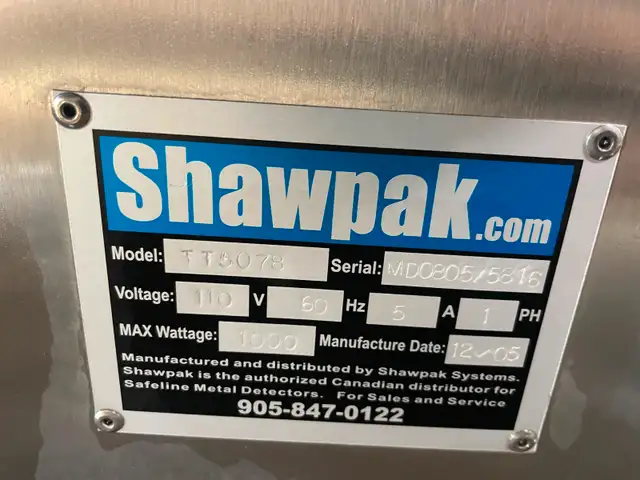 Shawpak.com
Model: TT5078 Serial: MD0805/5816
Voltage: 110 V 60 Hz 5 A 1 PH
MAX Wattage: 1000 Manufacture Date: 12/05
Manufactured and distributed by Shawpak Systems.
Shawpak is the authorized Canadian distributor for
Safeline Metal Detectors. For Sales and Service
905-847-0122